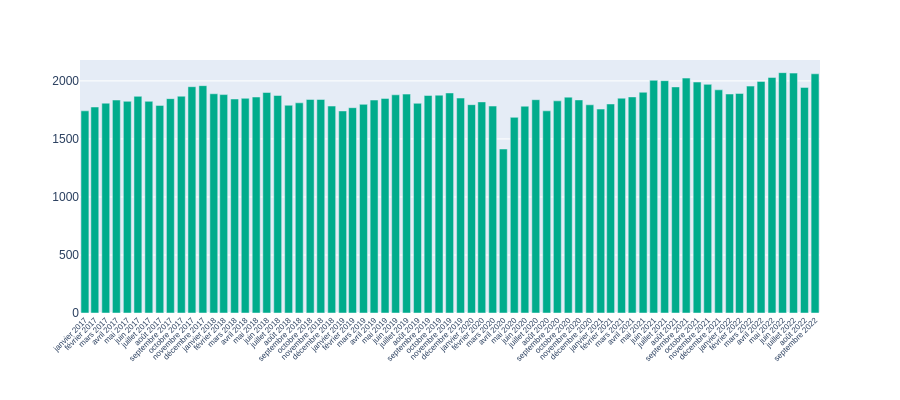 2000
1500
1000
500
0
janvier 2017
février 2017
mars 2017
avril 2017
mai 2017
juin 2017
juillet 2017
août 2017
septembre 2017
octobre 2017
novembre 2017
décembre 2017
janvier 2018
février 2018
mars 2018
avril 2018
mai 2018
juin 2018
juillet 2018
août 2018
septembre 2018
octobre 2018
novembre 2018
décembre 2018
janvier 2019
février 2019
mars 2019
avril 2019
mai 2019
juin 2019
juillet 2019
août 2019
septembre 2019
octobre 2019
novembre 2019
décembre 2019
janvier 2020
février 2020
mars 2020
avril 2020
mai 2020
juin 2020
juillet 2020
août 2020
septembre 2020
octobre 2020
novembre 2020
décembre 2020
janvier 2021
février 2021
mars 2021
avril 2021
mai 2021
juin 2021
juillet 2021
août 2021
septembre 2021
octobre 2021
novembre 2021
décembre 2021
janvier 2022
février 2022
mars 2022
avril 2022
mai 2022
juin 2022
juillet 2022
août 2022
septembre 2022